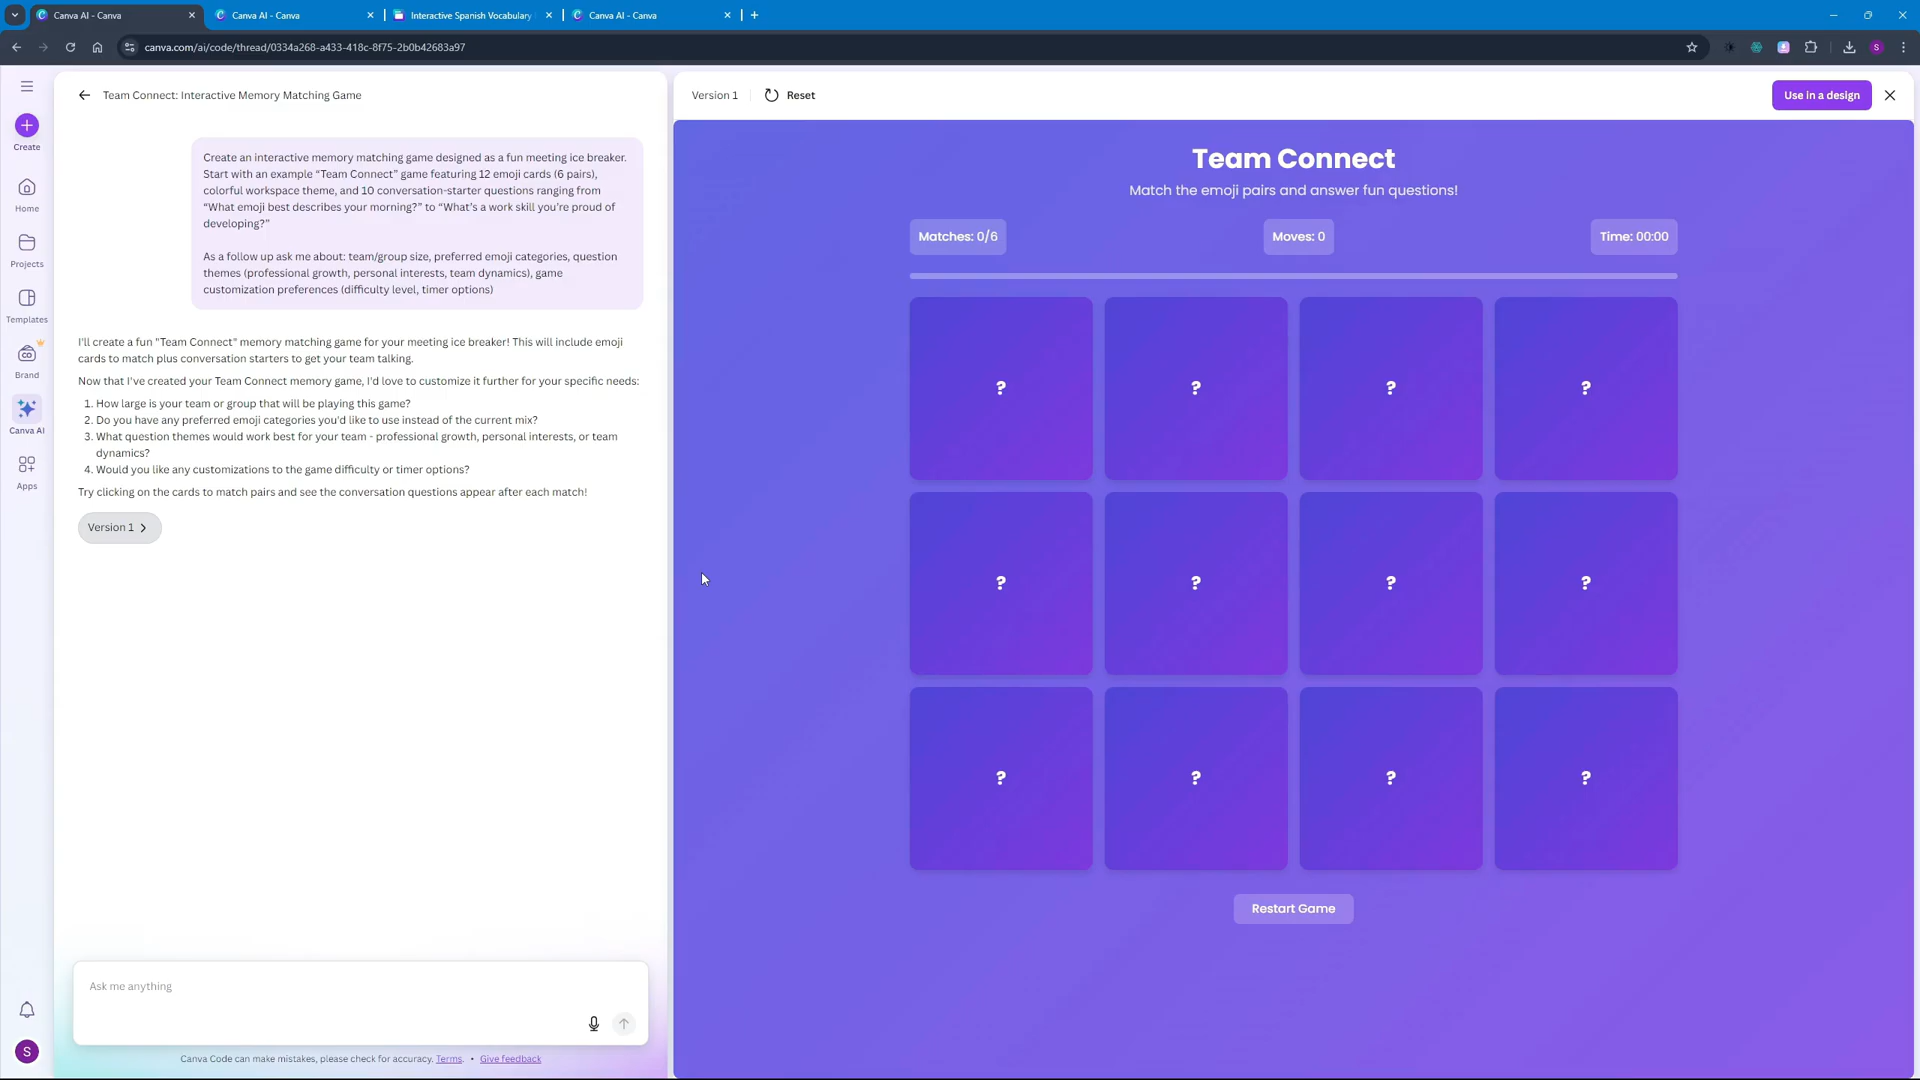 Canva AI - Canva
Canva AI - Canva
Interactive Spanish Vocabulary
Canva AI - Canva
canva.com/ai/code/thread/0334a268-a433-418c-8f75-2b0b42683a97
S
Create
Home
Projects
Templates
CO
Brand
Canva AI
Apps
S
Team Connect: Interactive Memory Matching Game
Create an interactive memory matching game designed as a fun meeting ice breaker.
Start with an example “Team Connect” game featuring 12 emoji cards (6 pairs),
colorful workspace theme, and 10 conversation-starter questions ranging from
“What emoji best describes your morning?” to “What’s a work skill you’re proud of
developing?”
As a follow up ask me about: team/group size, preferred emoji categories, question
themes (professional growth, personal interests, team dynamics), game
customization preferences (difficulty level, timer options)
I'll create a fun "Team Connect" memory matching game for your meeting ice breaker! This will include emoji
cards to match plus conversation starters to get your team talking.
Now that I've created your Team Connect memory game, I'd love to customize it further for your specific needs:
1. How large is your team or group that will be playing this game?
2. Do you have any preferred emoji categories you'd like to use instead of the current mix?
3. What question themes would work best for your team - professional growth, personal interests, or team
dynamics?
4. Would you like any customizations to the game difficulty or timer options?
Try clicking on the cards to match pairs and see the conversation questions appear after each match!
Version 1
Ask me anything
Canva Code can make mistakes, please check for accuracy. Terms. • Give feedback
Version 1
Reset
Use in a design
Team Connect
Match the emoji pairs and answer fun questions!
Matches: 0/6
Moves: 0
Time: 00:00
? ? ? ?
? ? ? ?
? ? ? ?
Restart Game